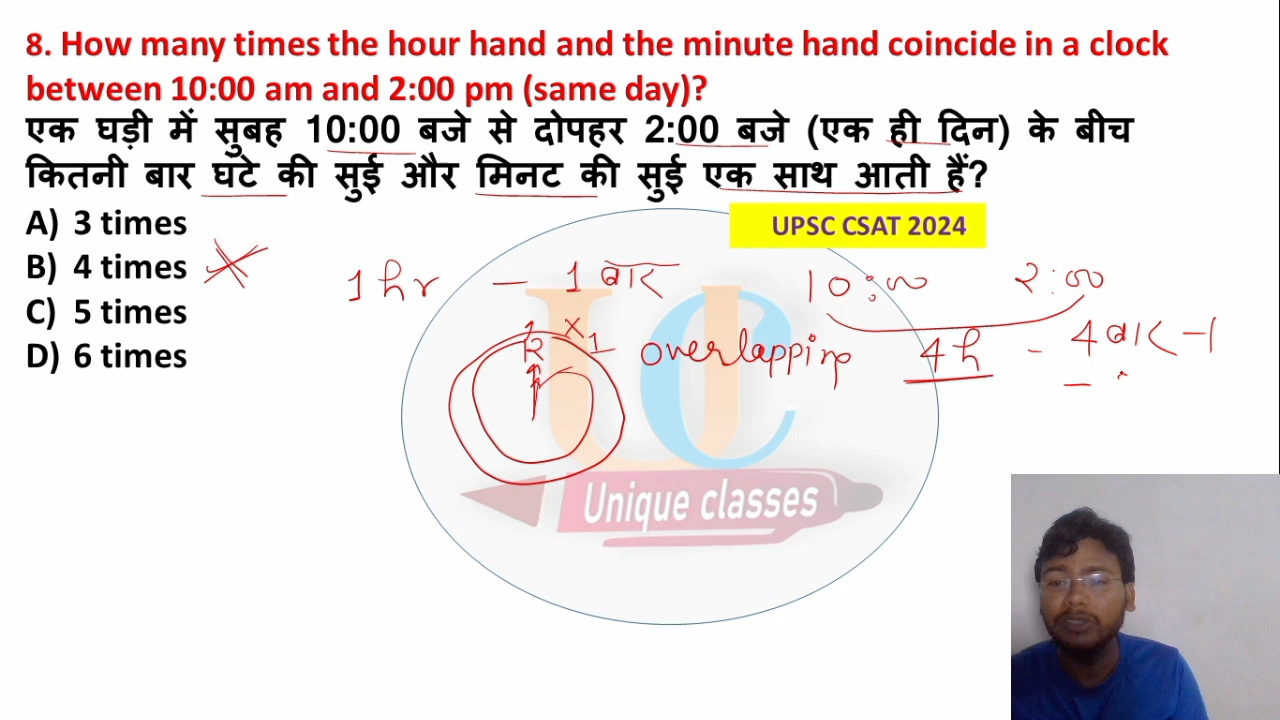 8. How many times the hour hand and the minute hand coincide in a clock
between 10:00 am and 2:00 pm (same day)?
एक घड़ी में सुबह 10:00 बजे से दोपहर 2:00 बजे (एक ही दिन) के बीच
कितनी बार घंटे की सुई और मिनट की सुई एक साथ आती हैं?
A) 3 times
UPSC CSAT 2024
B) 4 times
1 hr - 1 बार
10:00 2:00
C) 5 times
12 1 overlapping 4h - 4 बार -1
D) 6 times
Unique classes